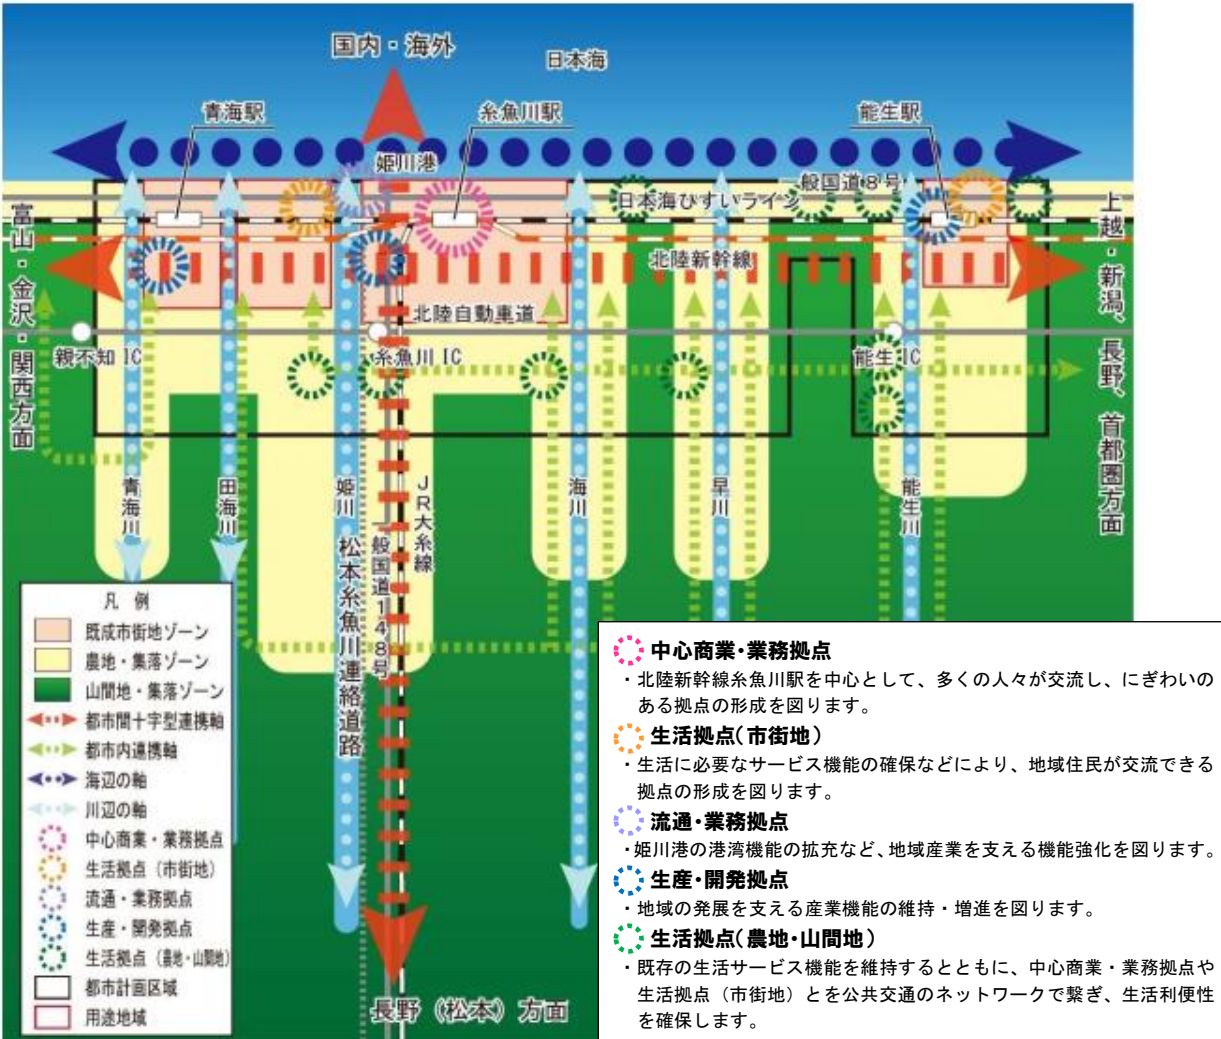 国内・海外
日本海
青海駅
糸魚川駅
能生駅
姫川港
一般国道8号
日本海ひすいライン
富山・金沢・関西方面
上越・新潟、長野、首都圏方面
北陸新幹線
北陸自動車道
親不知IC
糸魚川IC
能生IC
青海川
田海川
姫川
松本糸魚川連絡道路
一般国道148号
JR大糸線
海川
早川
能生川
長野(松本)方面
凡 例
既成市街地ゾーン
農地・集落ゾーン
山間地・集落ゾーン
都市間十字型連携軸
都市内連携軸
海辺の軸
川辺の軸
中心商業・業務拠点
生活拠点(市街地)
流通・業務拠点
生産・開発拠点
生活拠点(農地・山間地)
都市計画区域
用途地域
中心商業・業務拠点
・北陸新幹線糸魚川駅を中心として、多くの人々が交流し、にぎわいの
ある拠点の形成を図ります。
生活拠点(市街地)
・生活に必要なサービス機能の確保などにより、地域住民が交流できる
拠点の形成を図ります。
流通・業務拠点
・姫川港の港湾機能の拡充など、地域産業を支える機能強化を図ります。
生産・開発拠点
・地域の発展を支える産業機能の維持・増進を図ります。
生活拠点(農地・山間地)
・既存の生活サービス機能を維持するとともに、中心商業・業務拠点や
生活拠点(市街地)とを公共交通のネットワークで繋ぎ、生活利便性
を確保します。